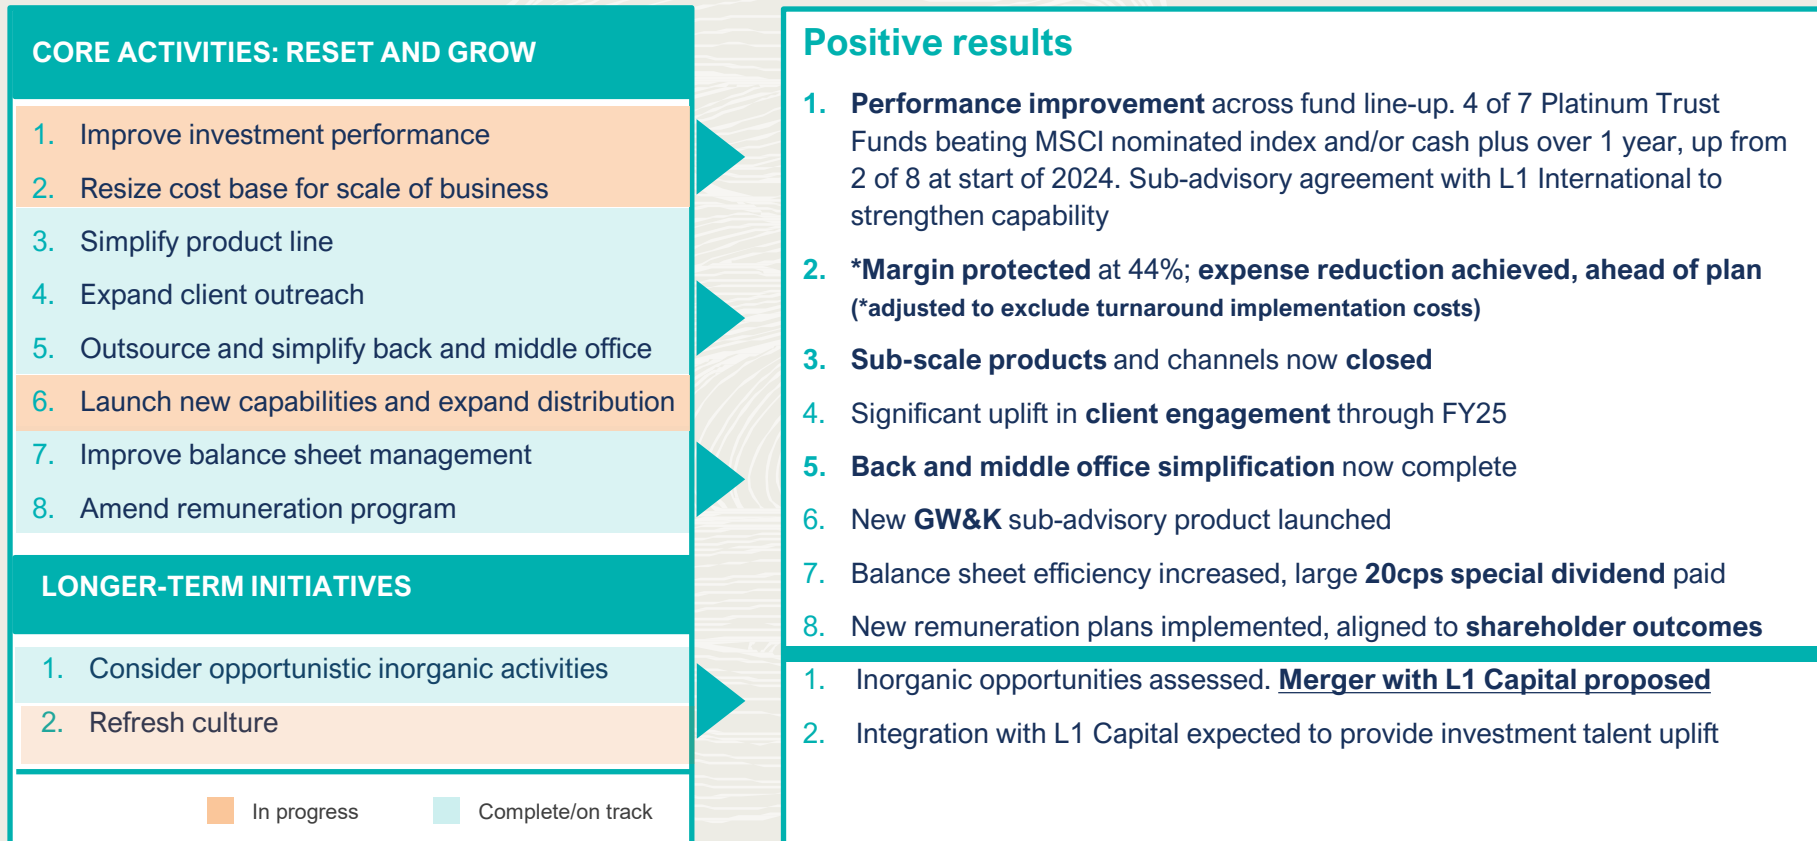 CORE ACTIVITIES: RESET AND GROW
1. Improve investment performance
2. Resize cost base for scale of business
3. Simplify product line
4. Expand client outreach
5. Outsource and simplify back and middle office
6. Launch new capabilities and expand distribution
7. Improve balance sheet management
8. Amend remuneration program
LONGER-TERM INITIATIVES
1. Consider opportunistic inorganic activities
2. Refresh culture
In progress
Complete/on track
Positive results
1. Performance improvement across fund line-up. 4 of 7 Platinum Trust
Funds beating MSCI nominated index and/or cash plus over 1 year, up from
2 of 8 at start of 2024. Sub-advisory agreement with L1 International to
strengthen capability
2. *Margin protected at 44%; expense reduction achieved, ahead of plan
(*adjusted to exclude turnaround implementation costs)
3. Sub-scale products and channels now closed
4. Significant uplift in client engagement through FY25
5. Back and middle office simplification now complete
6. New GW&K sub-advisory product launched
7. Balance sheet efficiency increased, large 20cps special dividend paid
8. New remuneration plans implemented, aligned to shareholder outcomes
1. Inorganic opportunities assessed. Merger with L1 Capital proposed
2. Integration with L1 Capital expected to provide investment talent uplift